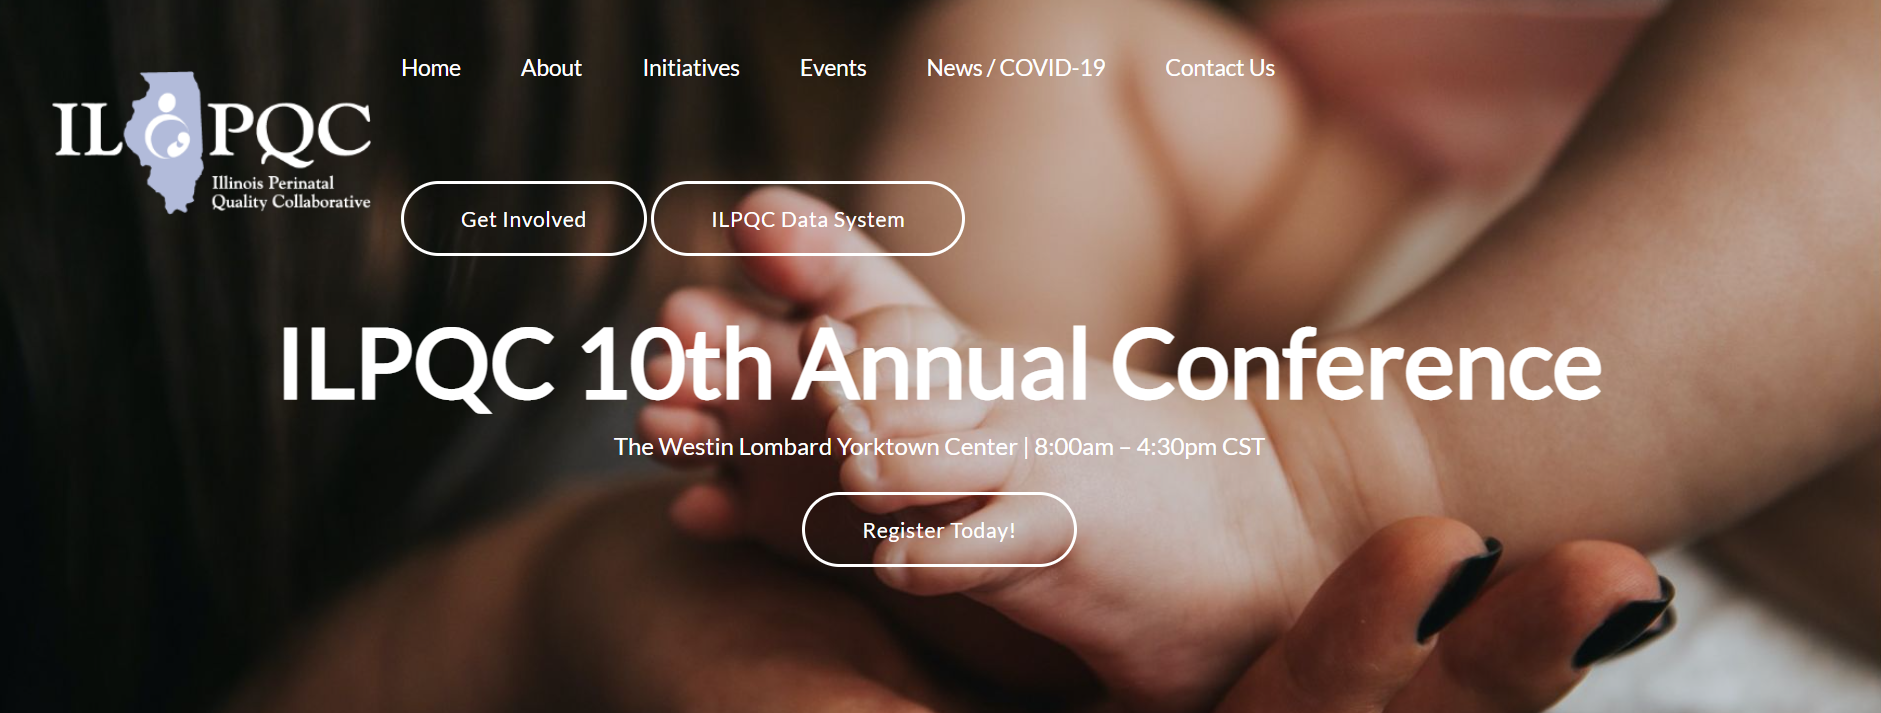 Home About Initiatives Events News / COVID-19 Contact Us
IL PQC
Illinois Perinatal
Quality Collaborative
Get Involved ILPQC Data System
ILPQC 10th Annual Conference
The Westin Lombard Yorktown Center | 8:00am – 4:30pm CST
Register Today!